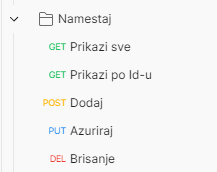 Namestaj
GET Prikazi sve
GET Prikazi po Id-u
POST Dodaj
PUT Azuriraj
DEL Brisanje